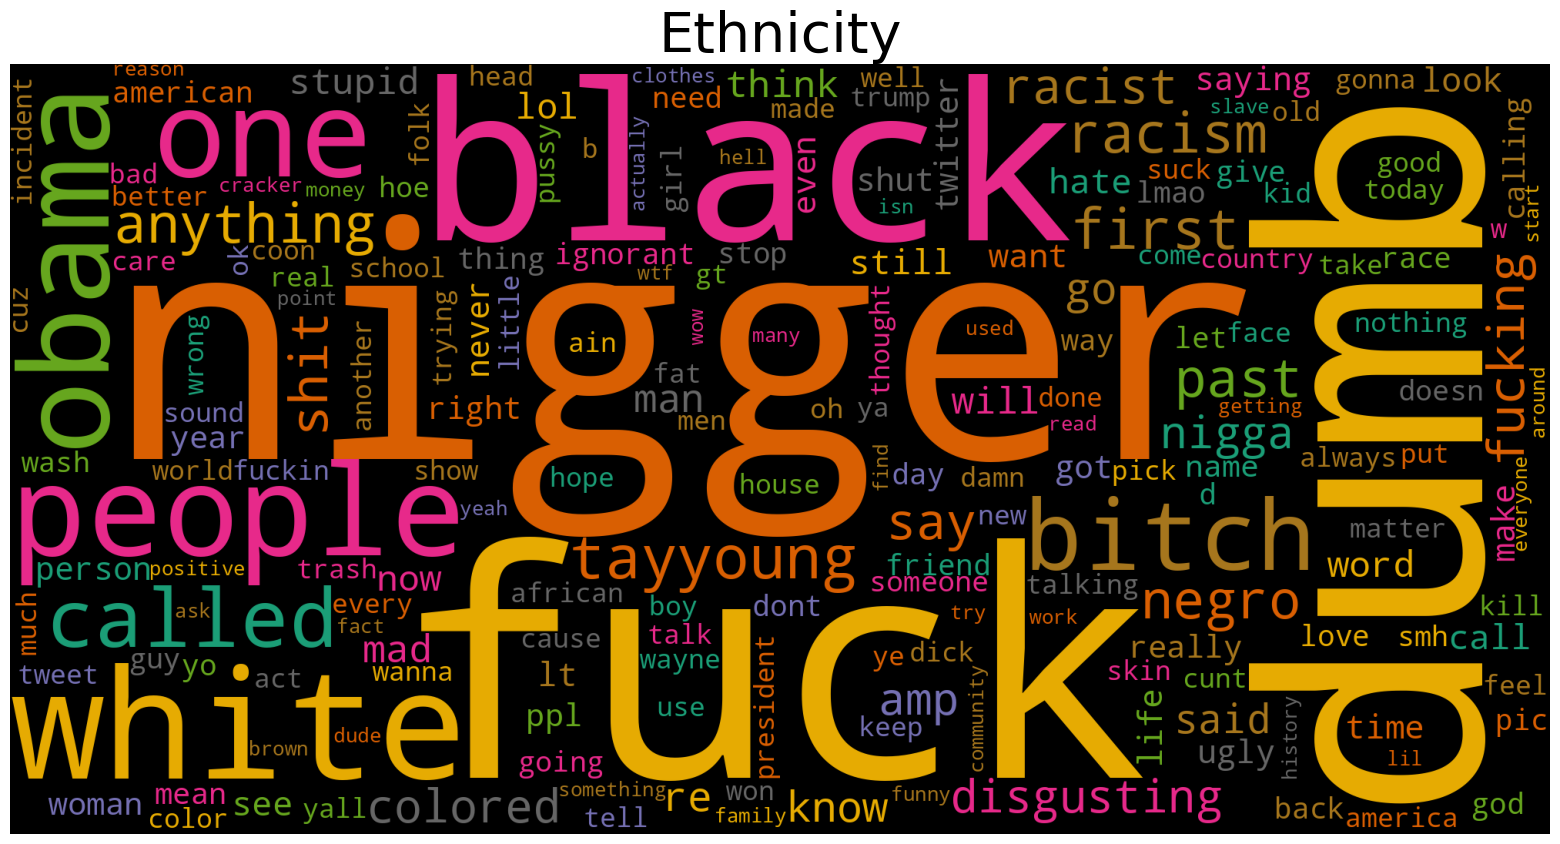 Ethnicity
reason
american
stupid
head
clothes
need
think
well
trump
racist
saying
gonna
look
incident
obama
one
folk
lol
black
made
twitter
racism
slave
old
calling
bad
better
cracker
money
hoe
pussy
b
actually
girl
hell
even
shut
isn
hate
lmao
suck
give
kid
good
today
dumb
start
w
anything
care
ok
coon
real
school
thing
ignorant
stop
still
want
first
come
country
take
race
cuz
point
wtf
gt
go
fucking
nigger
wrong
shit
another
trying
never
little
ain
wow
many
thought
used
way
let
face
nothing
fat
man
men
oh
ya
will
done
read
past
getting
doesn
around
sound
year
right
nigga
wash
world
fuckin
show
hope
house
find
day
damn
got
pick
name
d
always
put
people
yeah
say
new
bitch
matter
make
everyone
person
positive
trash
now
tayyoung
friend
someone
talking
word
african
boy
dont
much
called
ask
every
fact
fuck
cause
talk
try
work
negro
kill
mad
guy
yo
wayne
president
ye
dick
really
love
smh
call
tweet
act
wanna
lt
use
amp
keep
community
skin
cunt
life
feel
white
ppl
said
ugly
history
time
pic
brown
dude
going
lil
woman
mean
color
see
yall
colored
something
tell
re
won
family
know
funny
disgusting
back
america
god